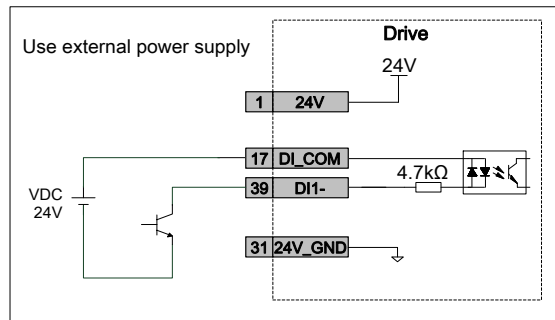 Use external power supply
Drive
24V
1 24V
17 DI_COM
39 DI1-
4.7kΩ
VDC
24V
31 24V_GND